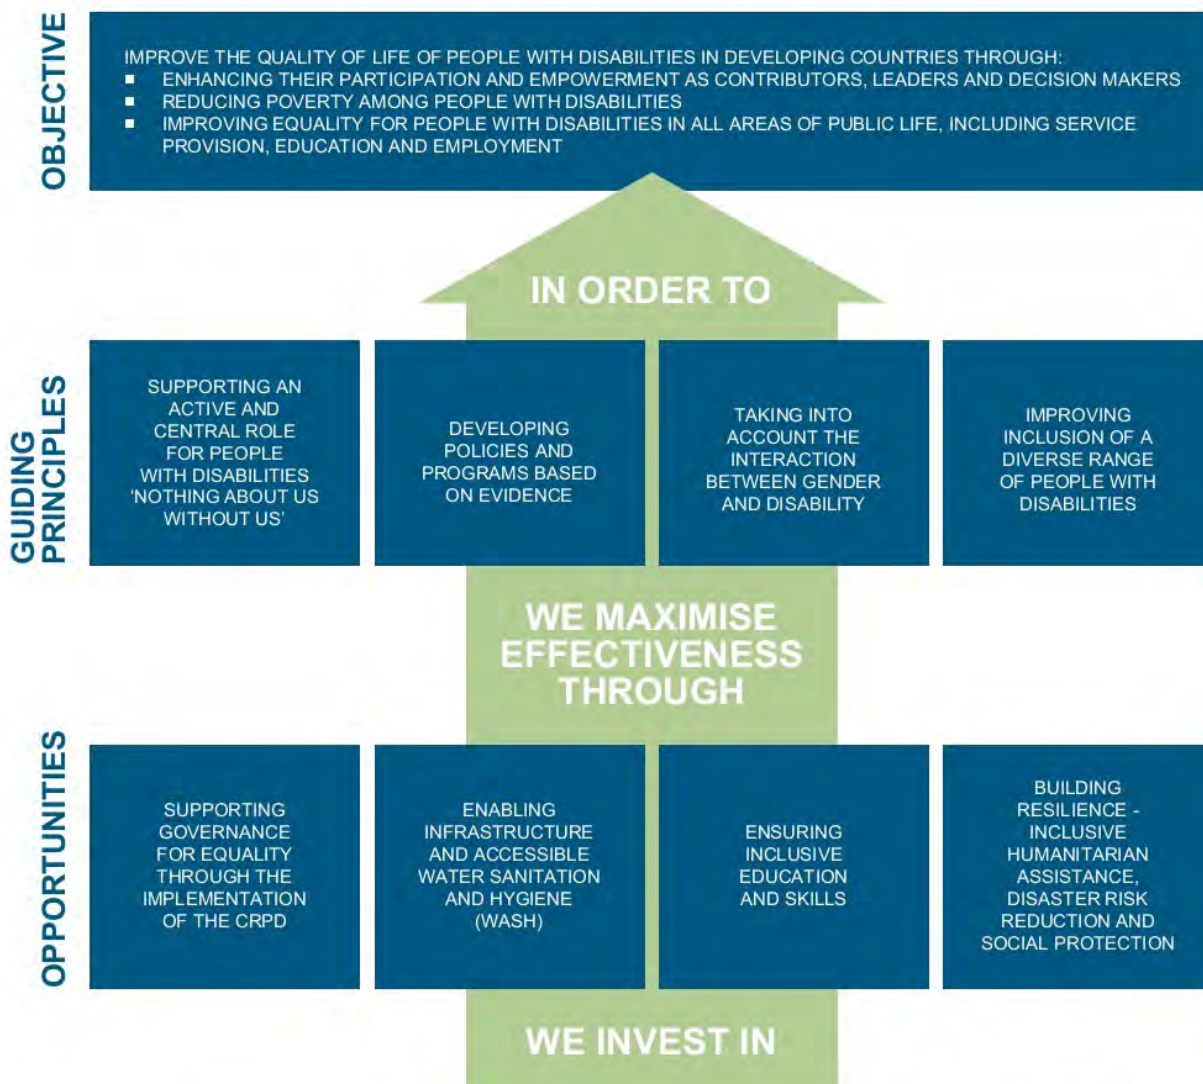 OBJECTIVE
IMPROVE THE QUALITY OF LIFE OF PEOPLE WITH DISABILITIES IN DEVELOPING COUNTRIES THROUGH:
▪ ENHANCING THEIR PARTICIPATION AND EMPOWERMENT AS CONTRIBUTORS, LEADERS AND DECISION MAKERS
▪ REDUCING POVERTY AMONG PEOPLE WITH DISABILITIES
▪ IMPROVING EQUALITY FOR PEOPLE WITH DISABILITIES IN ALL AREAS OF PUBLIC LIFE, INCLUDING SERVICE
PROVISION, EDUCATION AND EMPLOYMENT
IN ORDER TO
GUIDING
PRINCIPLES
SUPPORTING AN
ACTIVE AND
CENTRAL ROLE
FOR PEOPLE
WITH DISABILITIES
‘NOTHING ABOUT US
WITHOUT US’
DEVELOPING
POLICIES AND
PROGRAMS BASED
ON EVIDENCE
TAKING INTO
ACCOUNT THE
INTERACTION
BETWEEN GENDER
AND DISABILITY
IMPROVING
INCLUSION OF A
DIVERSE RANGE
OF PEOPLE WITH
DISABILITIES
WE MAXIMISE
EFFECTIVENESS
THROUGH
OPPORTUNITIES
SUPPORTING
GOVERNANCE
FOR EQUALITY
THROUGH THE
IMPLEMENTATION
OF THE CRPD
ENABLING
INFRASTRUCTURE
AND ACCESSIBLE
WATER SANITATION
AND HYGIENE
(WASH)
ENSURING
INCLUSIVE
EDUCATION
AND SKILLS
BUILDING
RESILIENCE -
INCLUSIVE
HUMANITARIAN
ASSISTANCE,
DISASTER RISK
REDUCTION AND
SOCIAL PROTECTION
WE INVEST IN